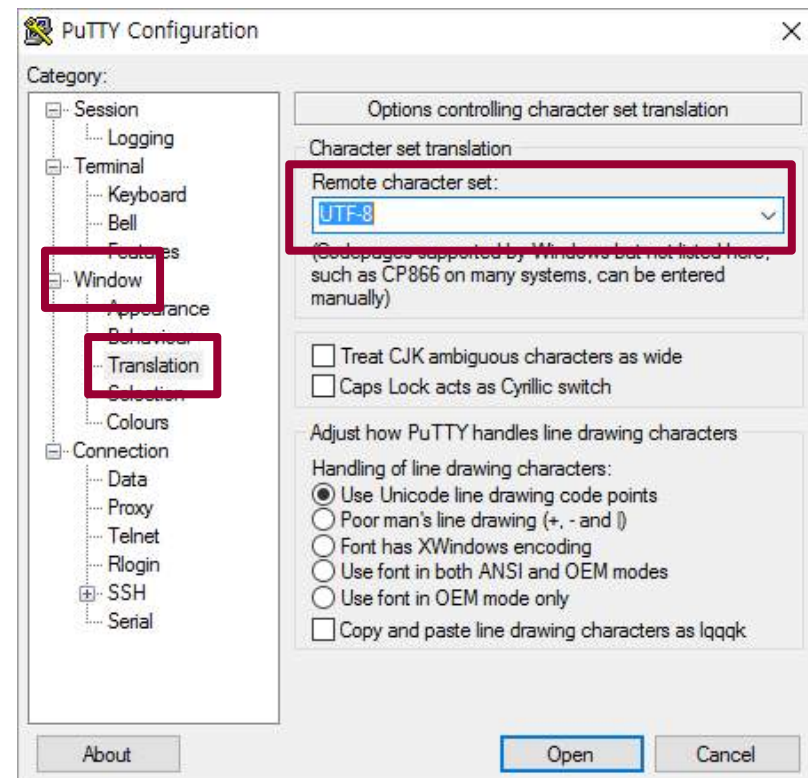 PuTTY Configuration
Category:
Session
Logging
Terminal
Keyboard
Bell
Features
Window
Appearance
Behaviour
Translation
Selection
Colours
Connection
Data
Proxy
Telnet
Rlogin
SSH
Serial
Options controlling character set translation
Character set translation
Remote character set:
UTF-8
(Codepages supported by Windows but not listed here,
such as CP866 on many systems, can be entered
manually)
Treat CJK ambiguous characters as wide
Caps Lock acts as Cyrillic switch
Adjust how PuTTY handles line drawing characters
Handling of line drawing characters:
Use Unicode line drawing code points
Poor man's line drawing (+, - and |)
Font has XWindows encoding
Use font in both ANSI and OEM modes
Use font in OEM mode only
Copy and paste line drawing characters as lqqqk
About
Open
Cancel